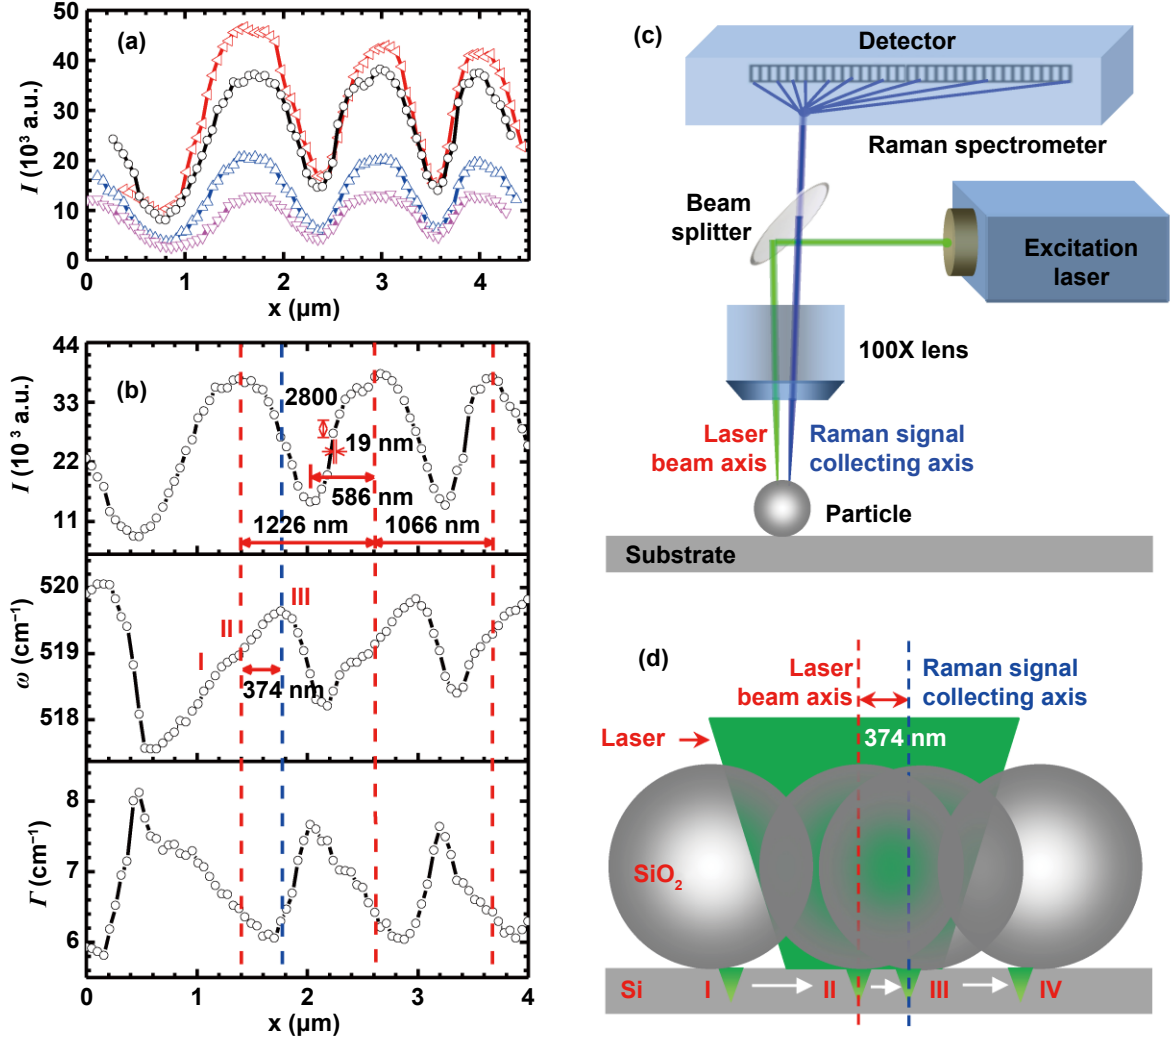 (a)
50
40
30
20
10
0
I (10³ a.u.)
0 1 2 3 4
x (µm)
(b)
44
33
22
11
I (10 ³ a.u.)
2800
19 nm
586 nm
1226 nm 1066 nm
520
519
518
ω (cm⁻¹)
I
II
III
374 nm
8
7
6
Γ (cm⁻¹)
0 1 2 3 4
x (µm)
(c)
Detector
Raman spectrometer
Beam
splitter
Excitation
laser
100X lens
Laser
beam axis
Raman signal
collecting axis
Particle
Substrate
(d)
Laser
beam axis
Raman signal
collecting axis
Laser
374 nm
SiO₂
Si I II III IV